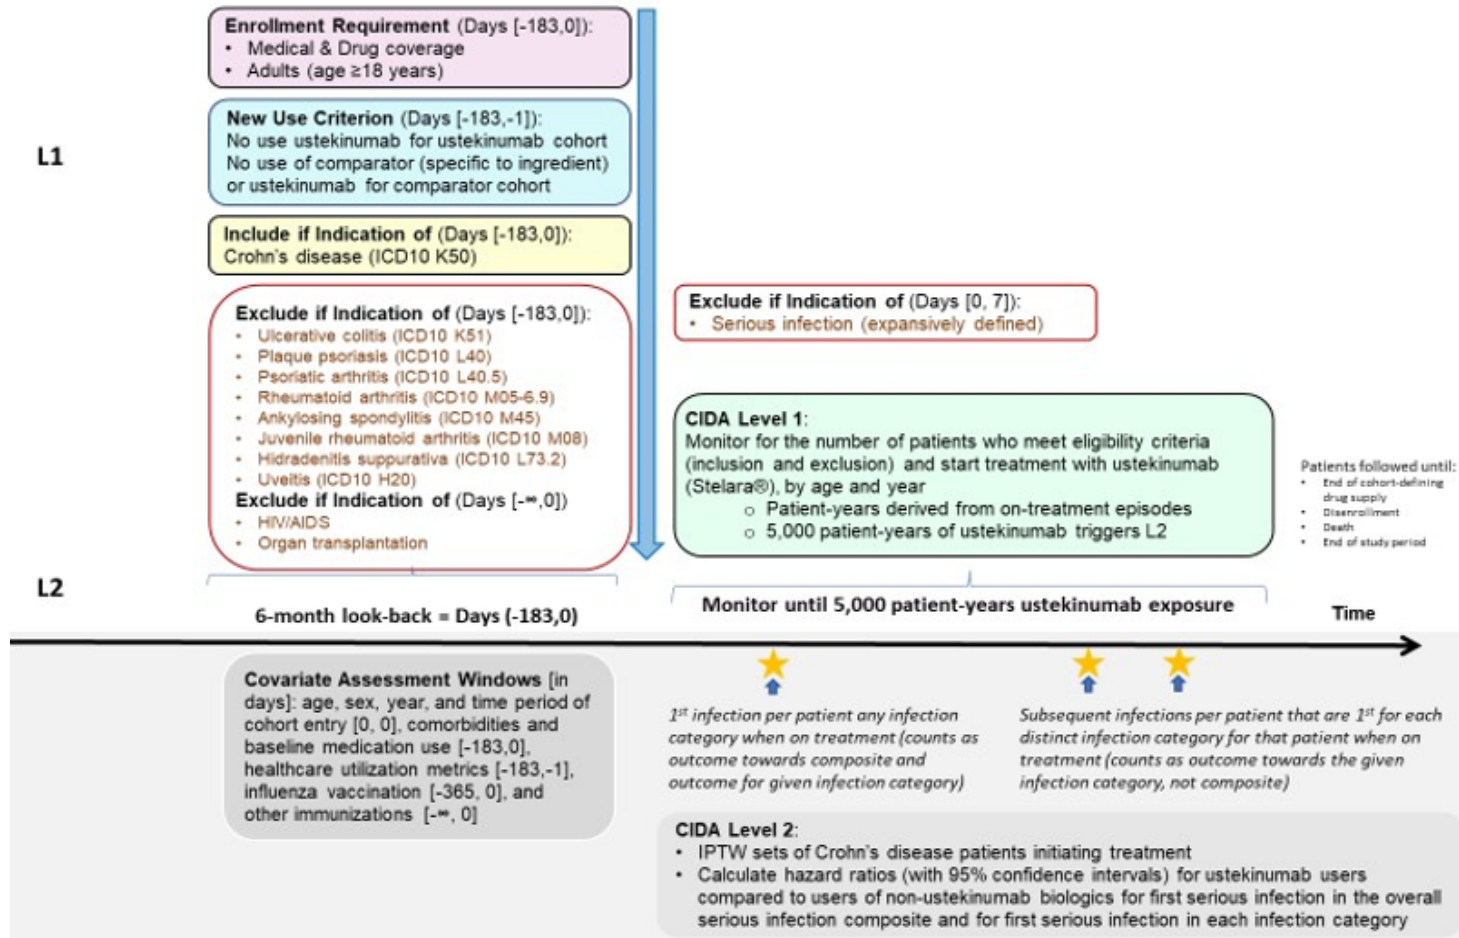 Enrollment Requirement (Days [-183,0]):
• Medical & Drug coverage
• Adults (age ≥18 years)
L1
New Use Criterion (Days [-183,-1]):
No use ustekinumab for ustekinumab cohort
No use of comparator (specific to ingredient)
or ustekinumab for comparator cohort
Include if Indication of (Days [-183,0]):
Crohn's disease (ICD10 K50)
Exclude if Indication of (Days [-183,0]):
• Ulcerative colitis (ICD10 K51)
• Plaque psoriasis (ICD10 L40)
• Psoriatic arthritis (ICD10 L40.5)
• Rheumatoid arthritis (ICD10 M05-6.9)
• Ankylosing spondylitis (ICD10 M45)
• Juvenile rheumatoid arthritis (ICD10 M08)
• Hidradenitis suppurativa (ICD10 L73.2)
• Uveitis (ICD10 H20)
Exclude if Indication of (Days [-∞,0])
• HIV/AIDS
• Organ transplantation
Exclude if Indication of (Days [0, 7]):
• Serious infection (expansively defined)
CIDA Level 1:
Monitor for the number of patients who meet eligibility criteria
(inclusion and exclusion) and start treatment with ustekinumab
(Stelara®), by age and year
o Patient-years derived from on-treatment episodes
o 5,000 patient-years of ustekinumab triggers L2
Patients followed until:
• End of cohort-defining
drug supply
• Disenrollment
• Death
• End of study period
L2
6-month look-back = Days (-183,0)
Monitor until 5,000 patient-years ustekinumab exposure
Time
Covariate Assessment Windows [in
days]: age, sex, year, and time period of
cohort entry [0, 0], comorbidities and
baseline medication use [-183,0],
healthcare utilization metrics [-183,-1],
influenza vaccination [-365, 0], and
other immunizations [-∞, 0]
1st infection per patient any infection
category when on treatment (counts as
outcome towards composite and
outcome for given infection category)
Subsequent infections per patient that are 1st for each
distinct infection category for that patient when on
treatment (counts as outcome towards the given
infection category, not composite)
CIDA Level 2:
• IPTW sets of Crohn's disease patients initiating treatment
• Calculate hazard ratios (with 95% confidence intervals) for ustekinumab users
compared to users of non-ustekinumab biologics for first serious infection in the overall
serious infection composite and for first serious infection in each infection category